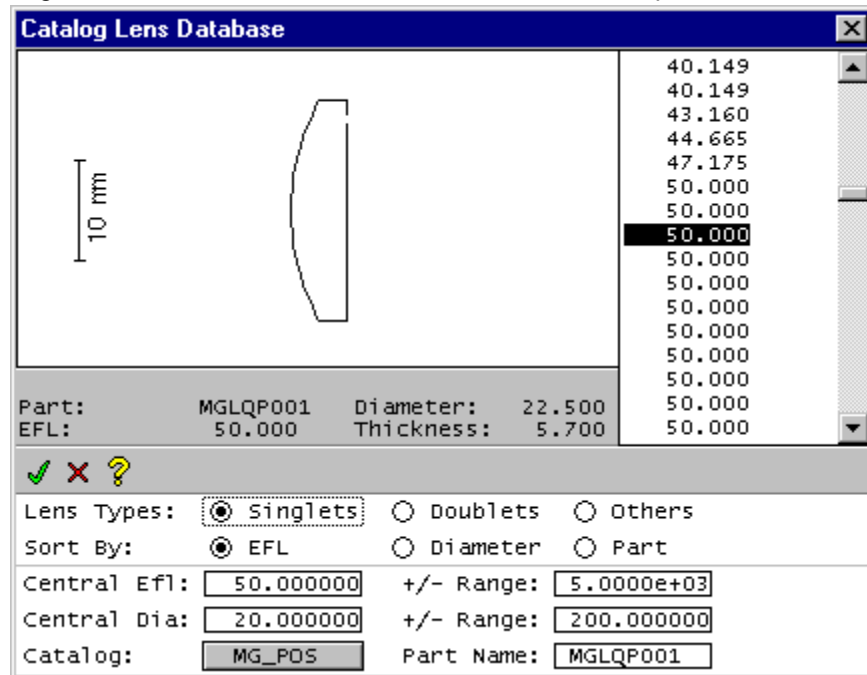 Catalog Lens Database
10 mm
40.149
40.149
43.160
44.665
47.175
50.000
50.000
50.000
50.000
50.000
50.000
50.000
50.000
50.000
50.000
50.000
Part: MGLQP001 Diameter: 22.500
EFL: 50.000 Thickness: 5.700
Lens Types: Singlets Doublets Others
Sort By: EFL Diameter Part
Central Efl: 50.000000 +/- Range: 5.0000e+03
Central Dia: 20.000000 +/- Range: 200.000000
Catalog: MG_POS Part Name: MGLQP001